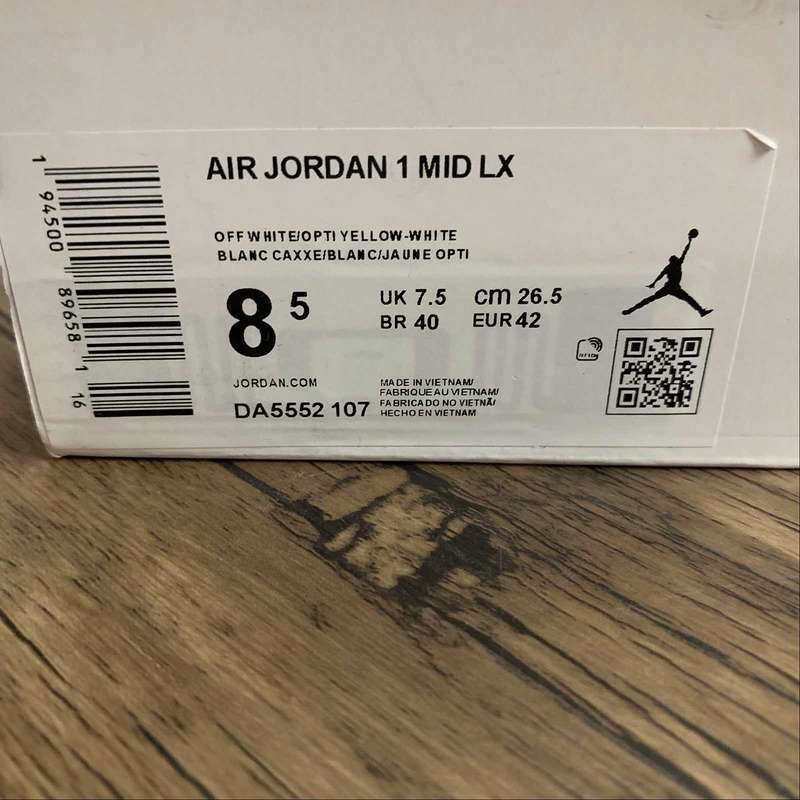 AIR JORDAN 1 MID LX
OFF WHITE/OPTI YELLOW-WHITE
BLANC CAXXE/BLANC/JAUNE OPTI
8 5
UK 7.5 cm 26.5
BR 40 EUR 42
JORDAN.COM
DA5552 107
MADE IN VIETNAM/
FABRIQUE AU VIETNAM/
FABRICADO NO VIETNÃ/
HECHO EN VIETNAM
RFID
1 94500 89658 1 16